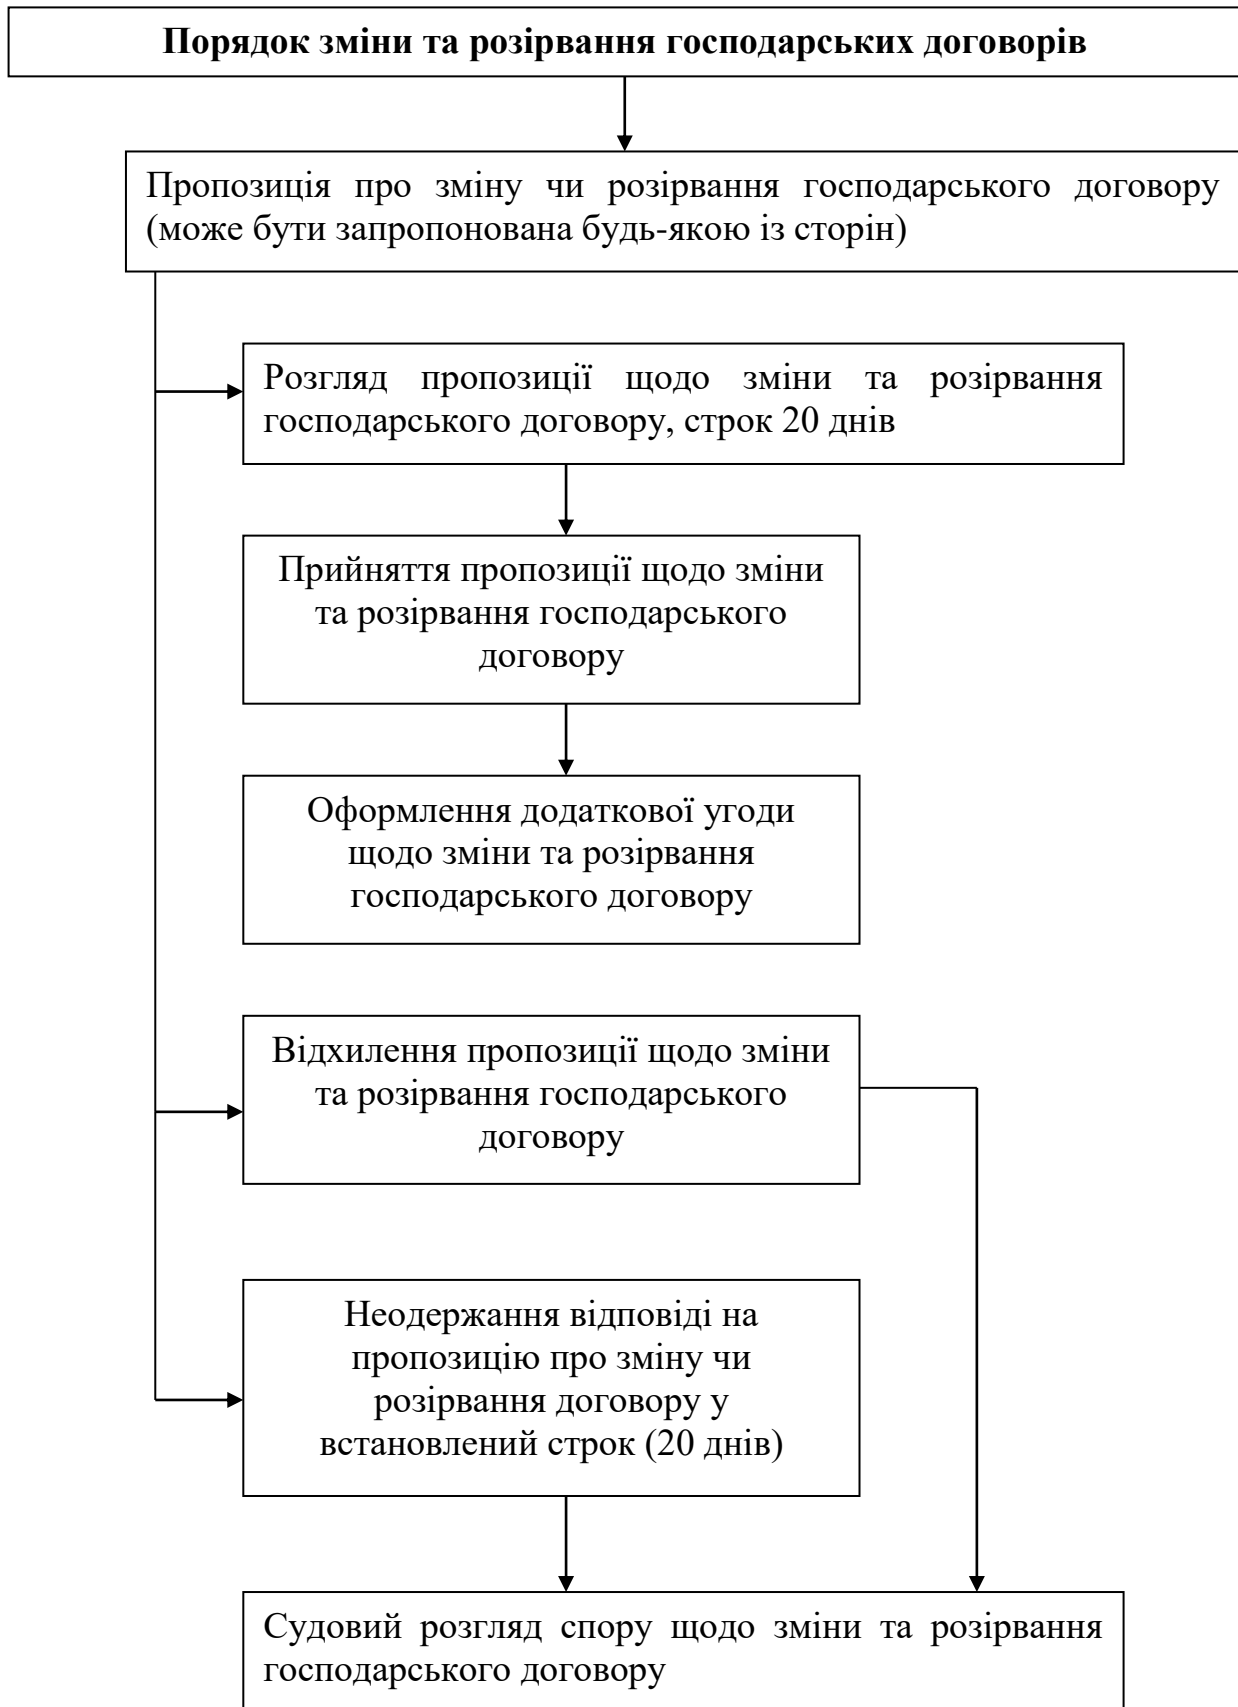 Порядок зміни та розірвання господарських договорів
Пропозиція про зміну чи розірвання господарського договору
(може бути запропонована будь-якою із сторін)
Розгляд пропозиції щодо зміни та розірвання
господарського договору, строк 20 днів
Прийняття пропозиції щодо зміни
та розірвання господарського
договору
Оформлення додаткової угоди
щодо зміни та розірвання
господарського договору
Відхилення пропозиції щодо зміни
та розірвання господарського
договору
Неодержання відповіді на
пропозицію про зміну чи
розірвання договору у
встановлений строк (20 днів)
Судовий розгляд спору щодо зміни та розірвання
господарського договору